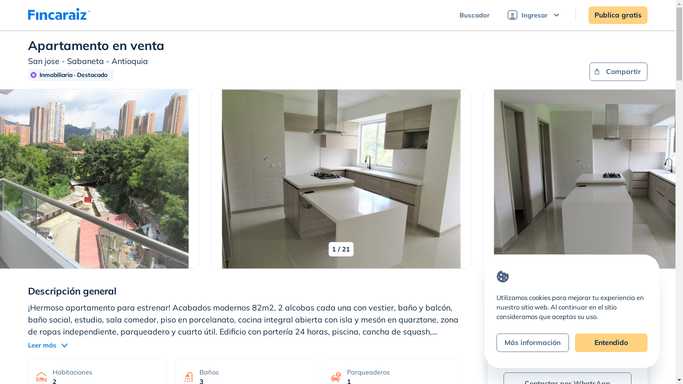 Fincaraiz
Buscador
Ingresar
Publica gratis
Apartamento en venta
San jose - Sabaneta - Antioquia
Inmobiliaria - Destacado
Compartir
1 / 21
Descripción general
¡Hermoso apartamento para estrenar! Acabados modernos 82m2, 2 alcobas cada una con vestier, baño y balcón,
baño social, estudio, sala comedor, piso en porcelanato, cocina integral abierta con isla y mesón en quarztone, zona
de ropas independiente, parqueadero y cuarto útil. Edificio con portería 24 horas, piscina, cancha de squash,...
Leer más
Habitaciones
2
Baños
3
Parqueaderos
1
Utilizamos cookies para mejorar tu experiencia en
nuestro sitio web. Al continuar en el sitio
consideramos que aceptas su uso.
Más información
Entendido
Contactar por WhatsApp